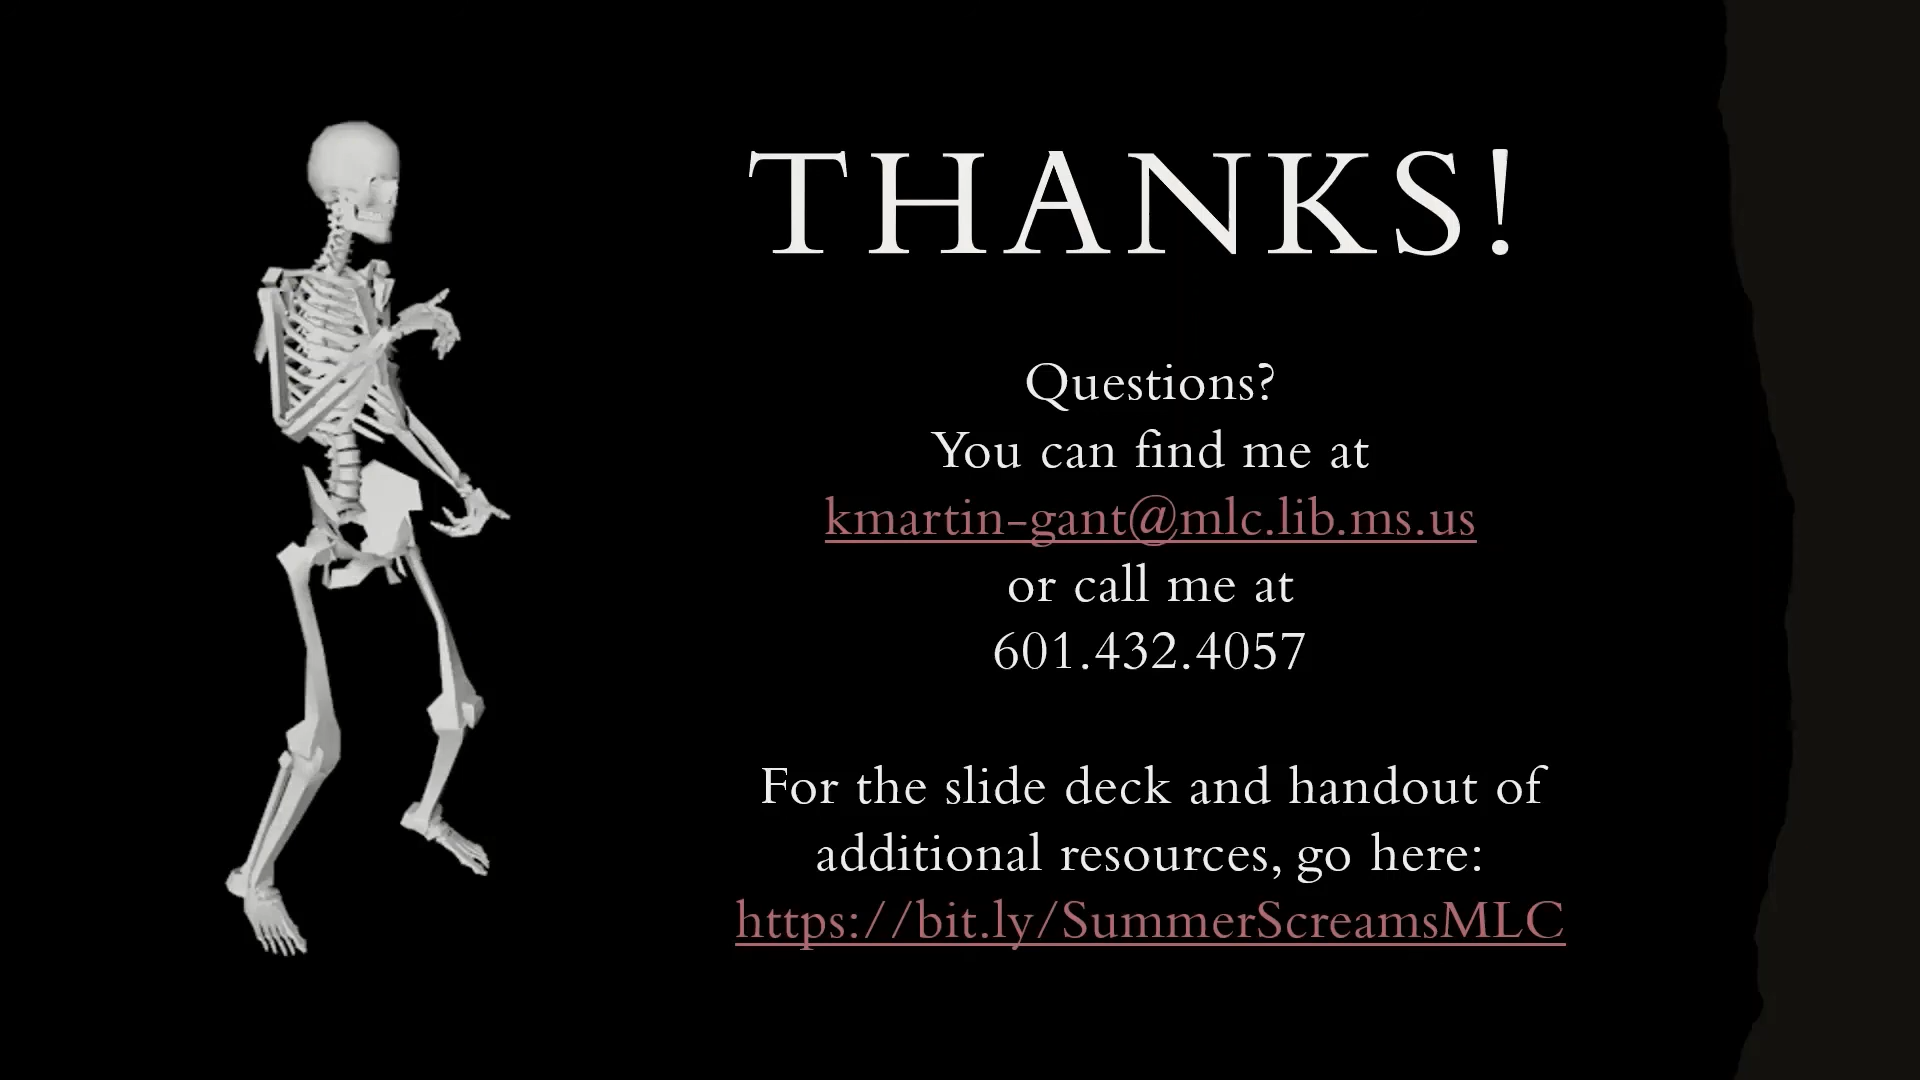 THANKS!
Questions?
You can find me at
kmartin-gant@mlc.lib.ms.us
or call me at
601.432.4057
For the slide deck and handout of
additional resources, go here:
https://bit.ly/SummerScreamsMLC